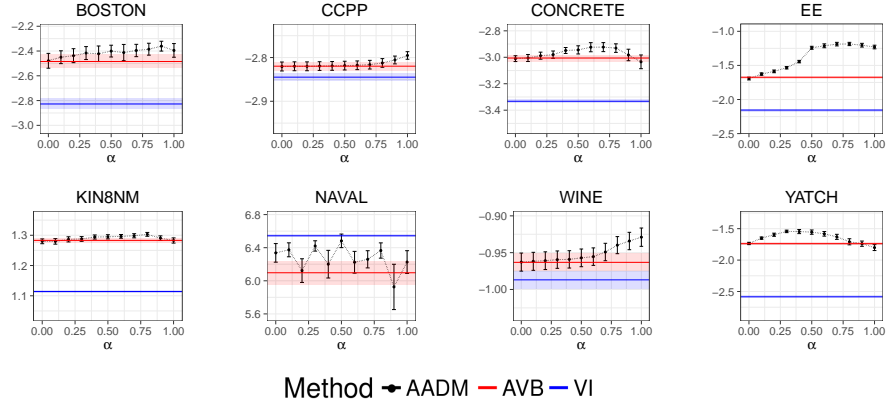 BOSTON
−2.2
−2.4
−2.6
−2.8
−3.0
0.00 0.25 0.50 0.75 1.00
α
CCPP
−2.8
−2.9
0.00 0.25 0.50 0.75 1.00
α
CONCRETE
−2.6
−3.0
−3.4
0.00 0.25 0.50 0.75 1.00
α
EE
−1.0
−1.5
−2.0
−2.5
0.00 0.25 0.50 0.75 1.00
α
KIN8NM
1.3
1.2
1.1
0.00 0.25 0.50 0.75 1.00
α
NAVAL
6.8
6.4
6.0
5.6
0.00 0.25 0.50 0.75 1.00
α
WINE
−0.90
−0.95
−1.00
0.00 0.25 0.50 0.75 1.00
α
YATCH
−1.5
−2.0
−2.5
0.00 0.25 0.50 0.75 1.00
α
Method AADM AVB VI